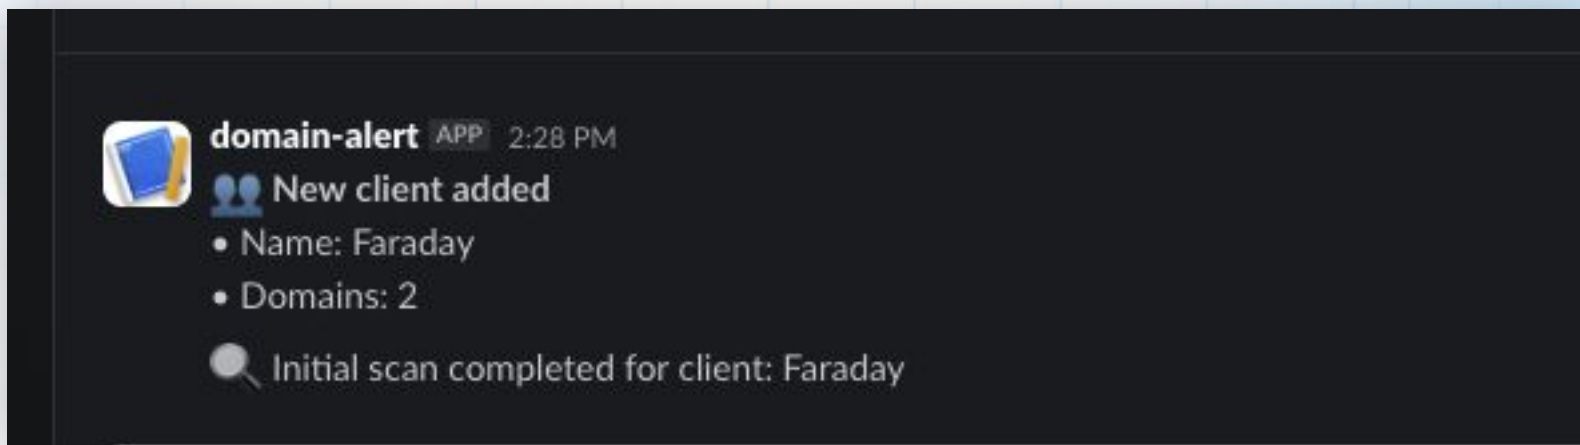 domain-alert APP 2:28 PM
👥 New client added
• Name: Faraday
• Domains: 2
🔍 Initial scan completed for client: Faraday